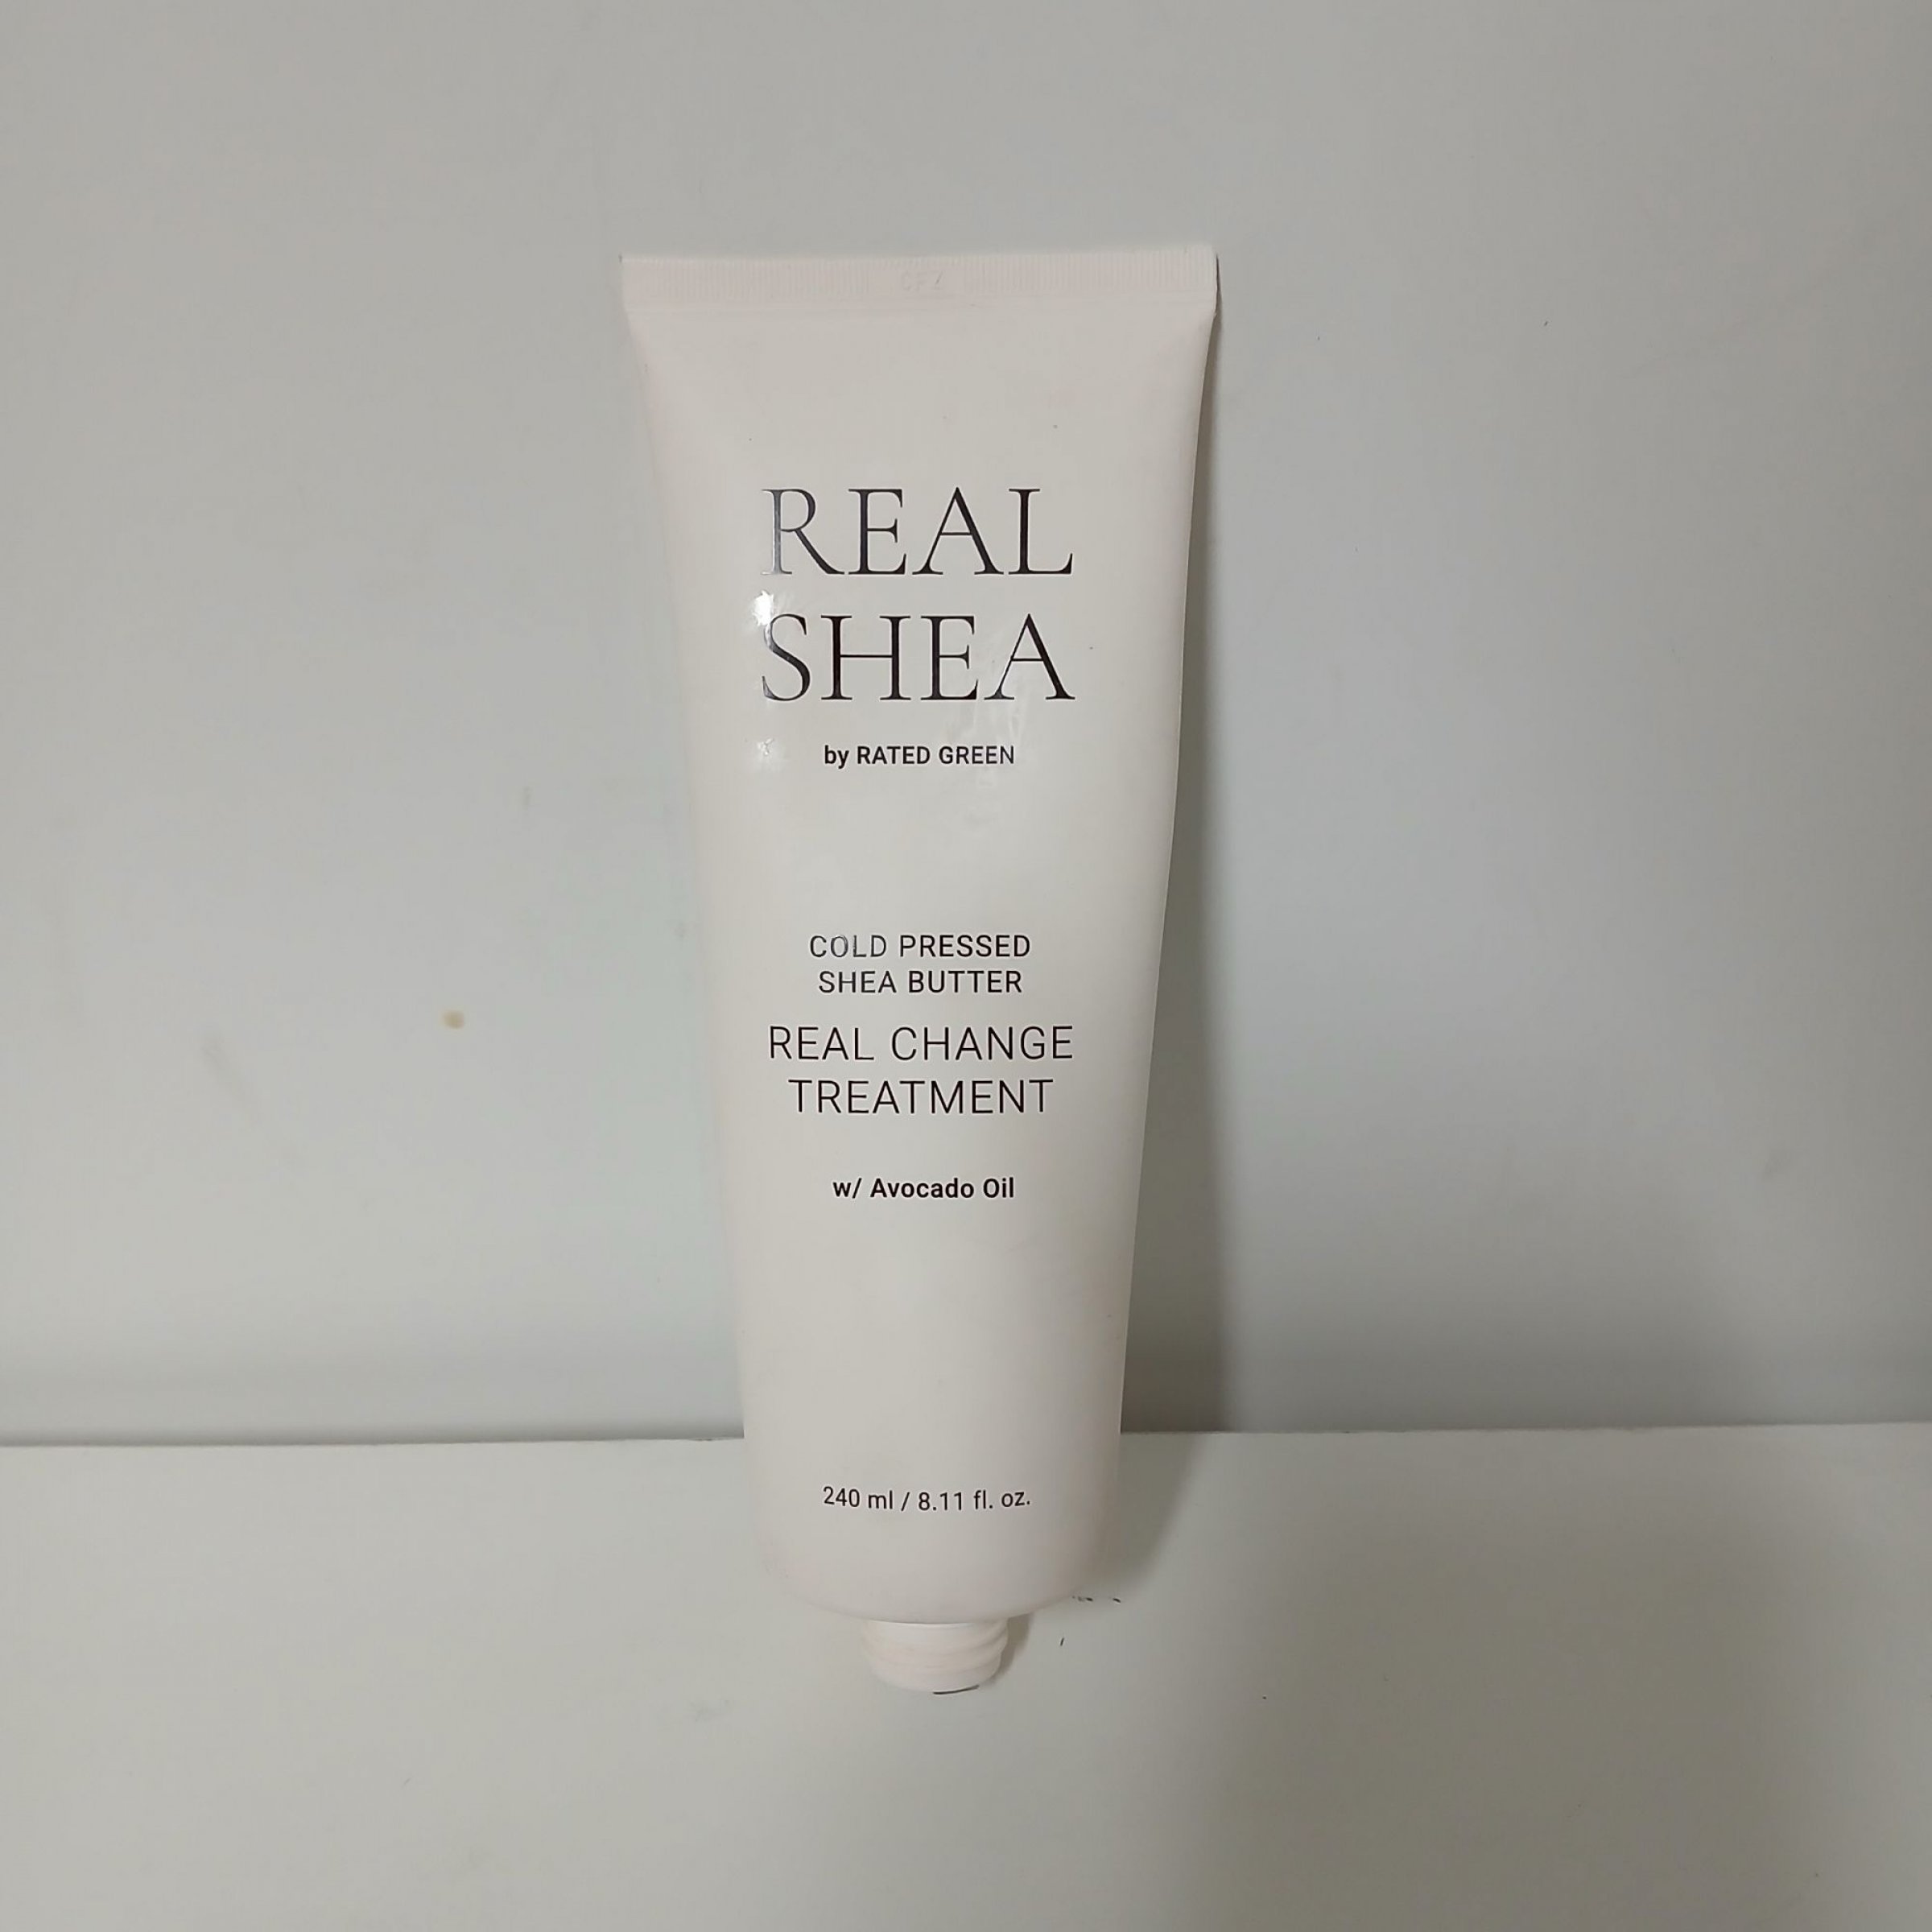 REAL
SHEA
by RATED GREEN
COLD PRESSED
SHEA BUTTER
REAL CHANGE
TREATMENT
w/ Avocado Oil
240 ml / 8.11 fl. oz.